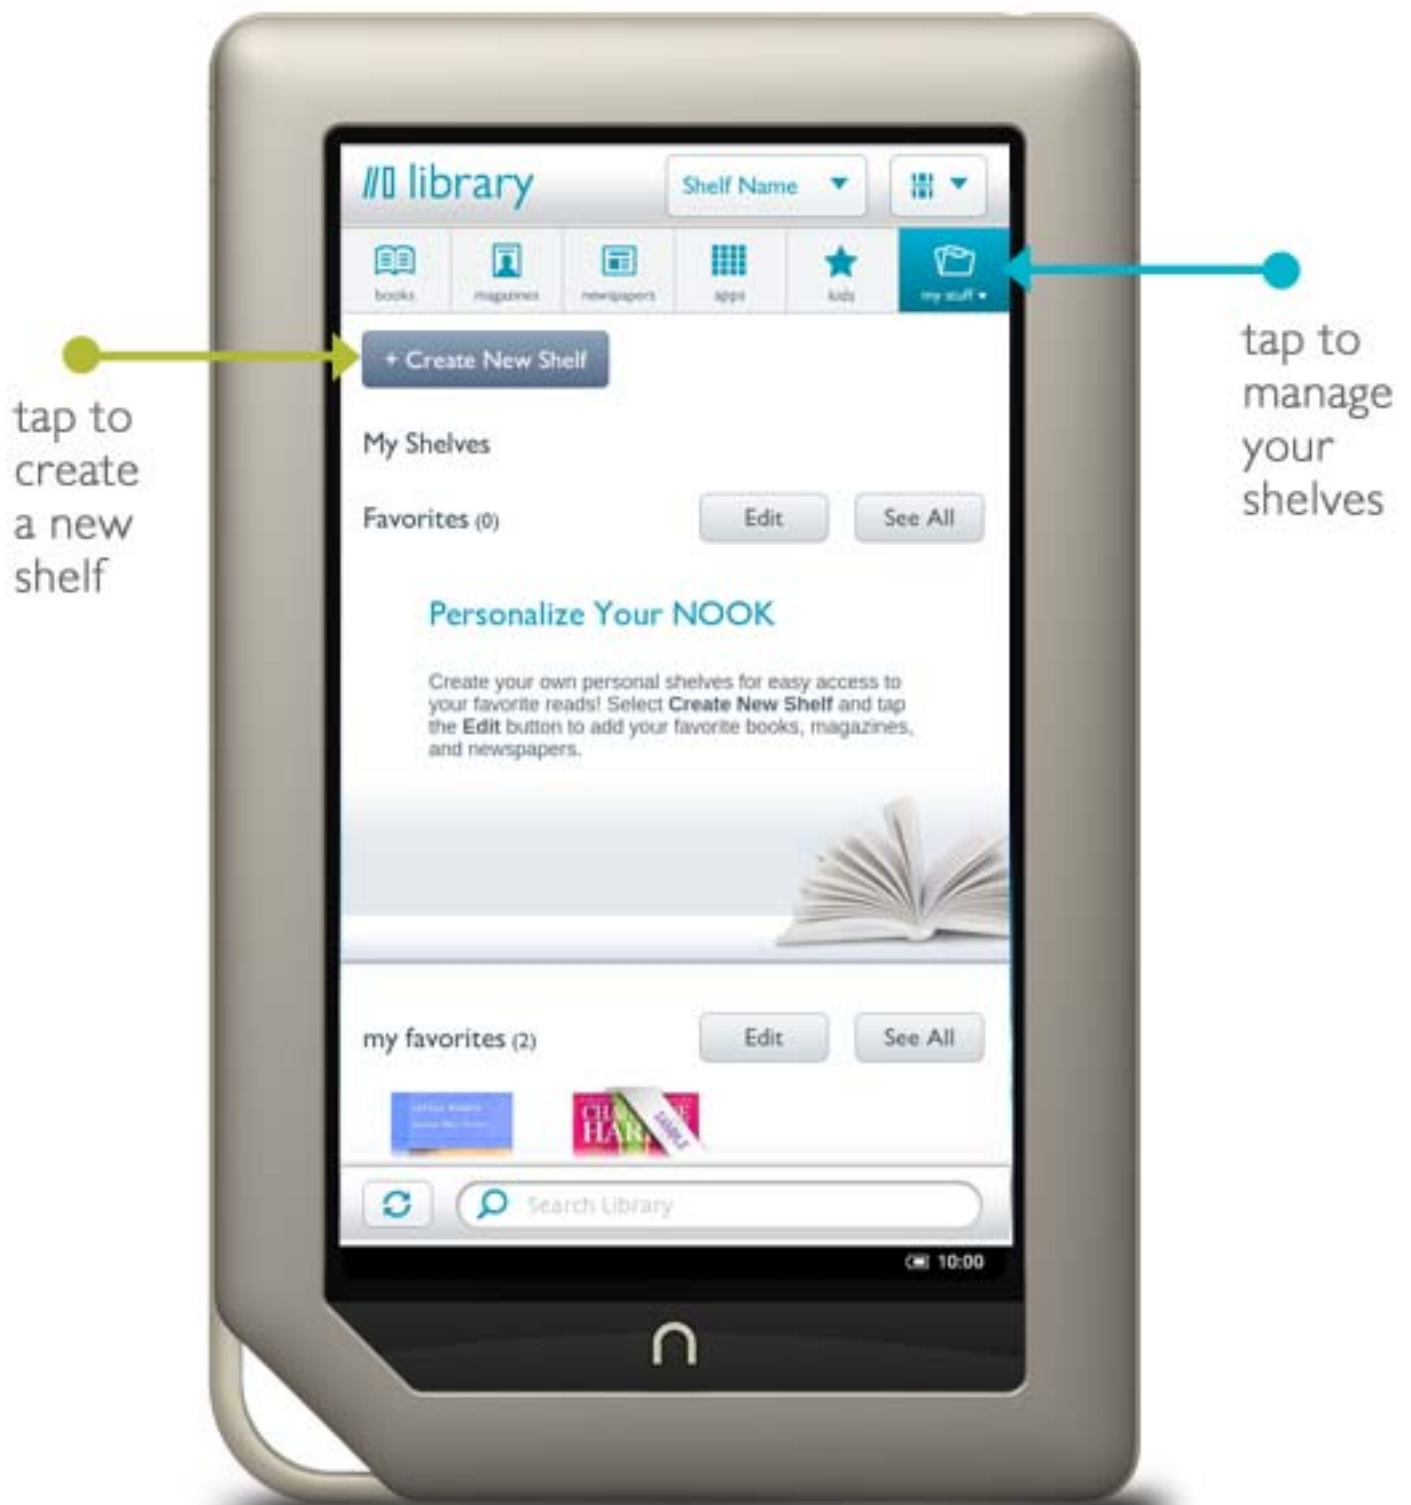 library
Shelf Name
books
magazines
newspapers
apps
kids
my stuff
tap to
manage
your
shelves
+ Create New Shelf
tap to
create
a new
shelf
My Shelves
Favorites (0)
Edit
See All
Personalize Your NOOK
Create your own personal shelves for easy access to
your favorite reads! Select Create New Shelf and tap
the Edit button to add your favorite books, magazines,
and newspapers.
my favorites (2)
Edit
See All
SAMPLE
Search Library
10:00
n